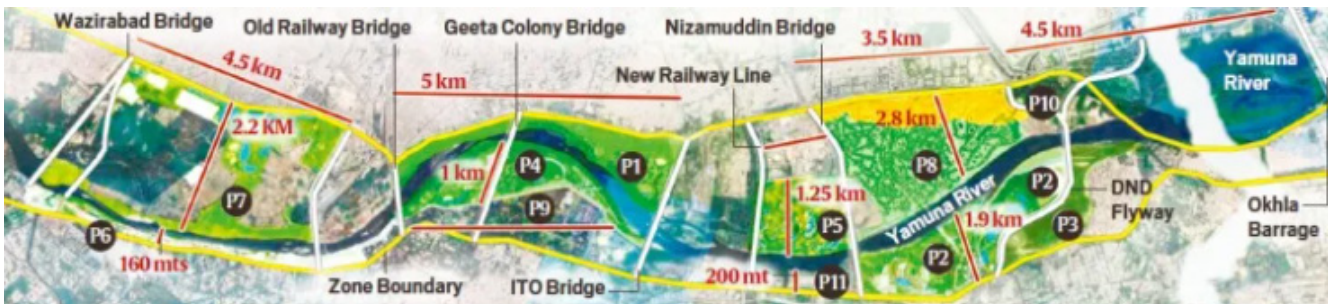 Wazirabad Bridge
Old Railway Bridge
Geeta Colony Bridge
Nizamuddin Bridge
3.5 km
4.5 km
4.5 km
5 km
New Railway Line
Yamuna
River
P10
2.8 km
2.2 KM
1 km
P4
P1
P8
P2
1.25 km
P7
P9
P5
Yamuna River
1.9 km
P3
DND
Flyway
Okhla
Barrage
P6
160 mts
P2
200 mt
P11
Zone Boundary
ITO Bridge